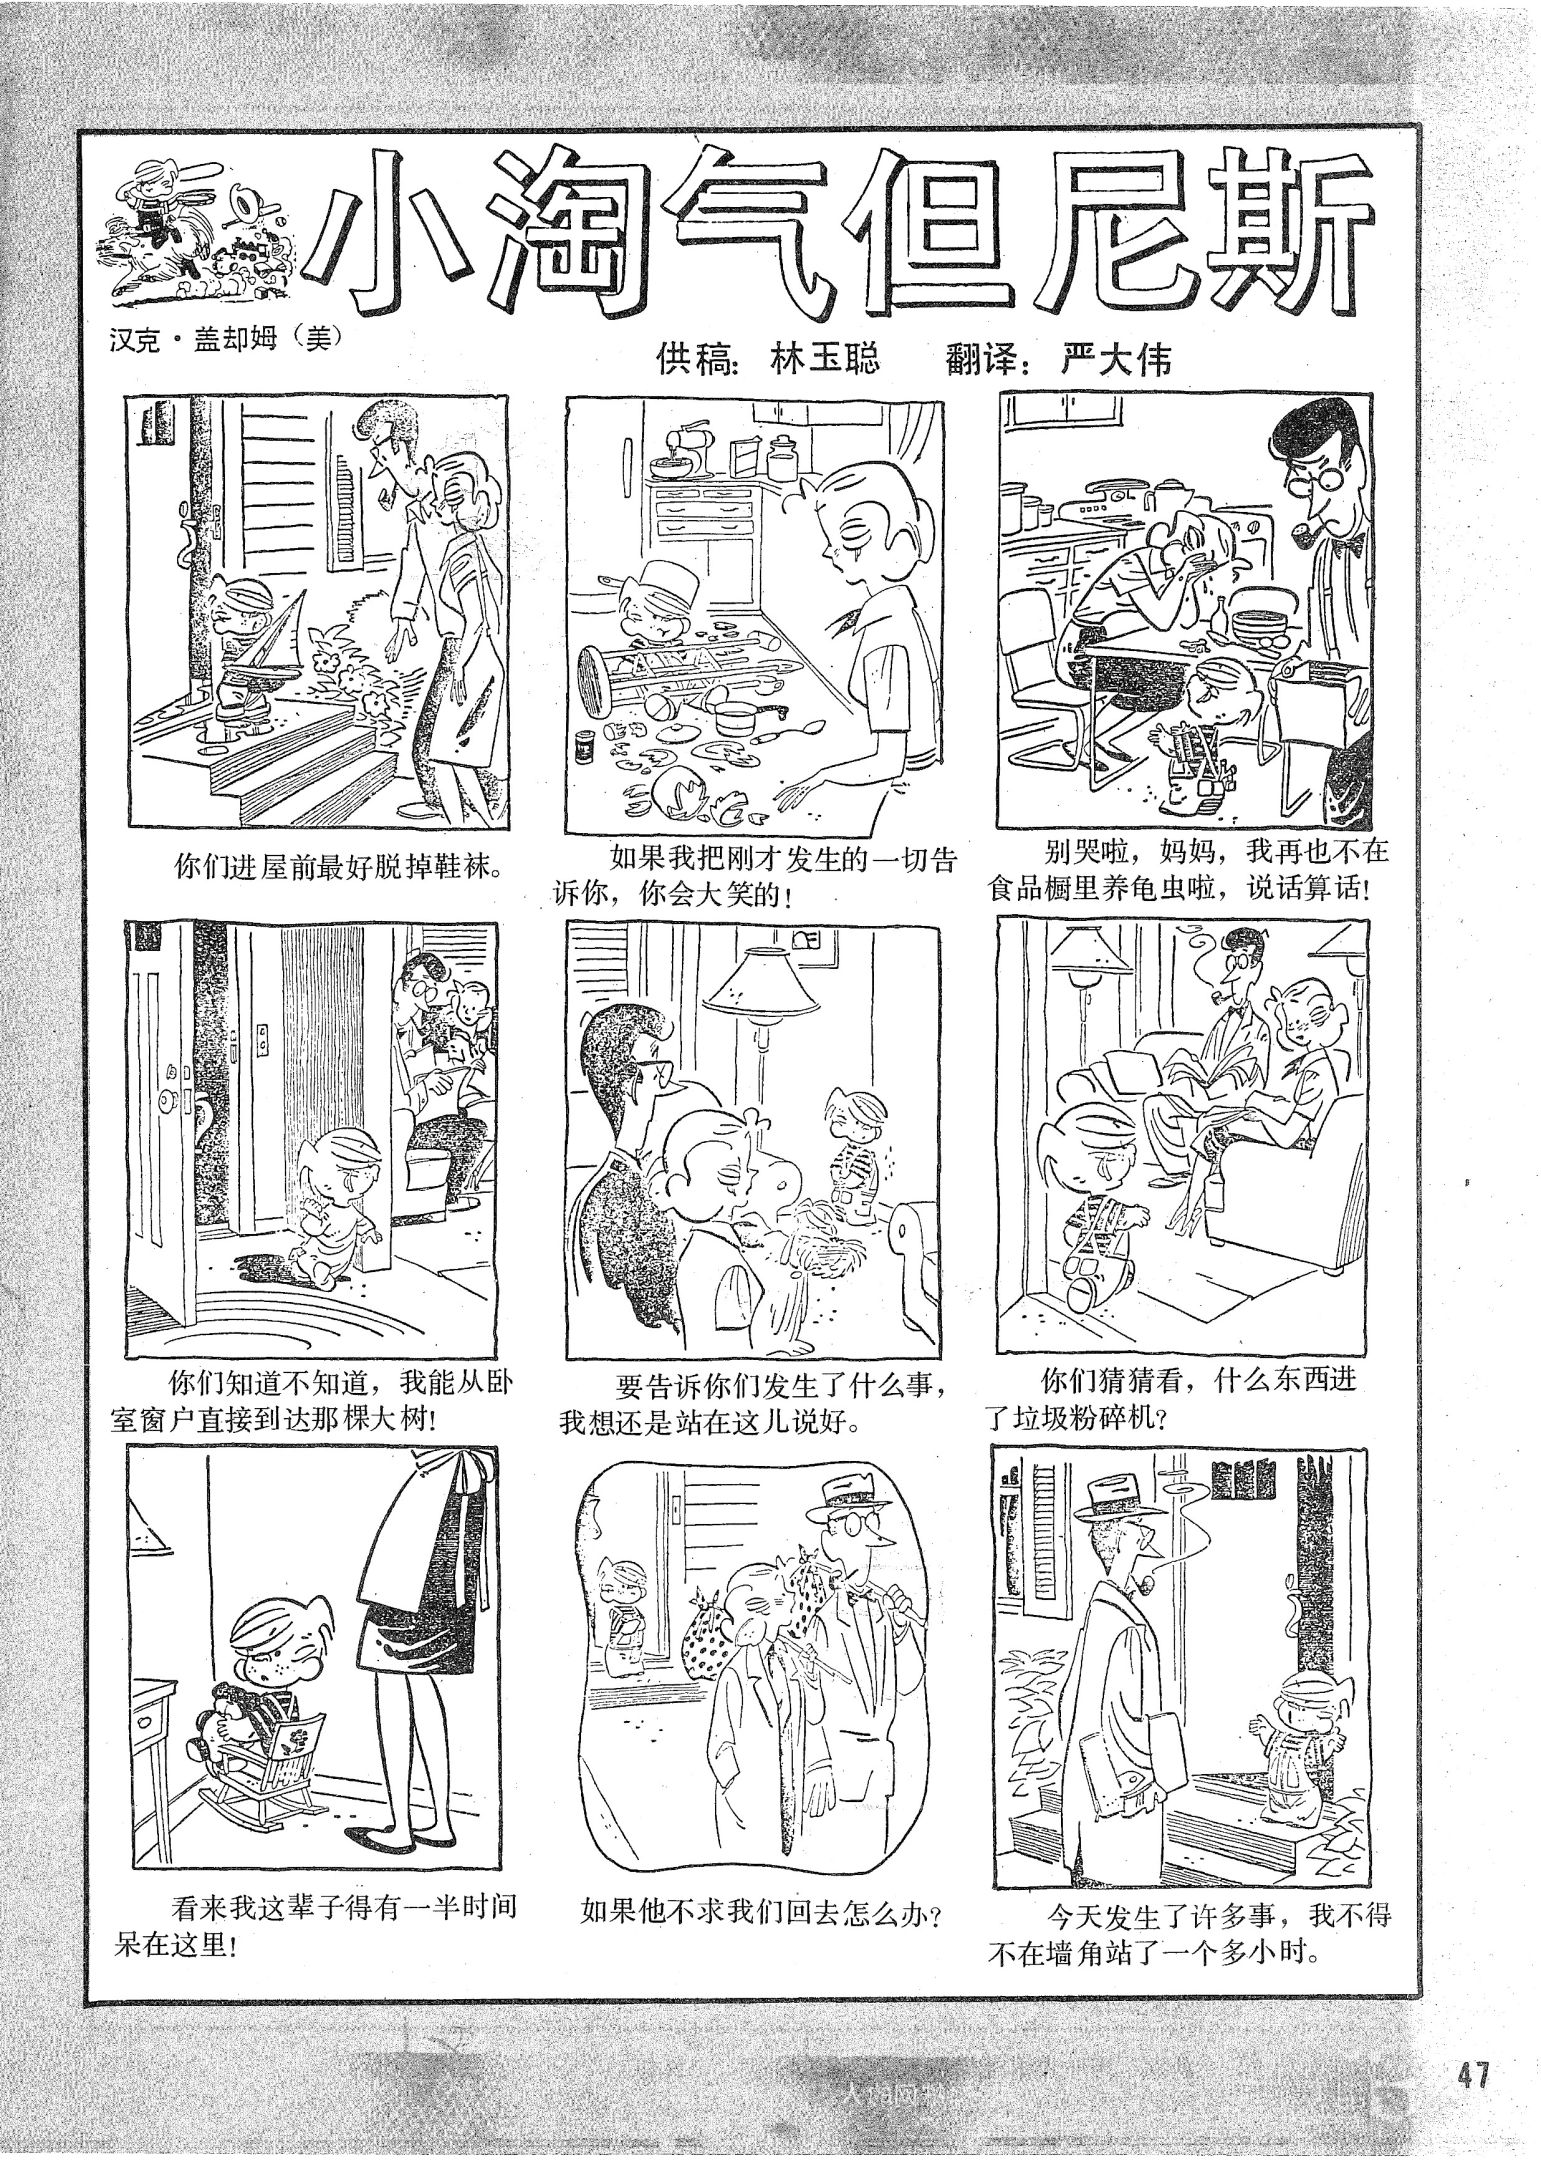 小淘气但尼斯
汉克·盖却姆（美）
供稿：林玉聪 翻译：严大伟
你们进屋前最好脱掉鞋袜。
如果我把刚才发生的一切告
诉你，你会大笑的！
别哭啦，妈妈，我再也不在
食品橱里养龟虫啦，说话算话！
你们知道不知道，我能从卧
室窗户直接到达那棵大树！
要告诉你们发生了什么事，
我想还是站在这儿说好。
你们猜猜看，什么东西进
了垃圾粉碎机？
看来我这辈子得有一半时间
呆在这里！
如果他不求我们回去怎么办？
今天发生了许多事，我不得
不在墙角站了一个多小时。
47